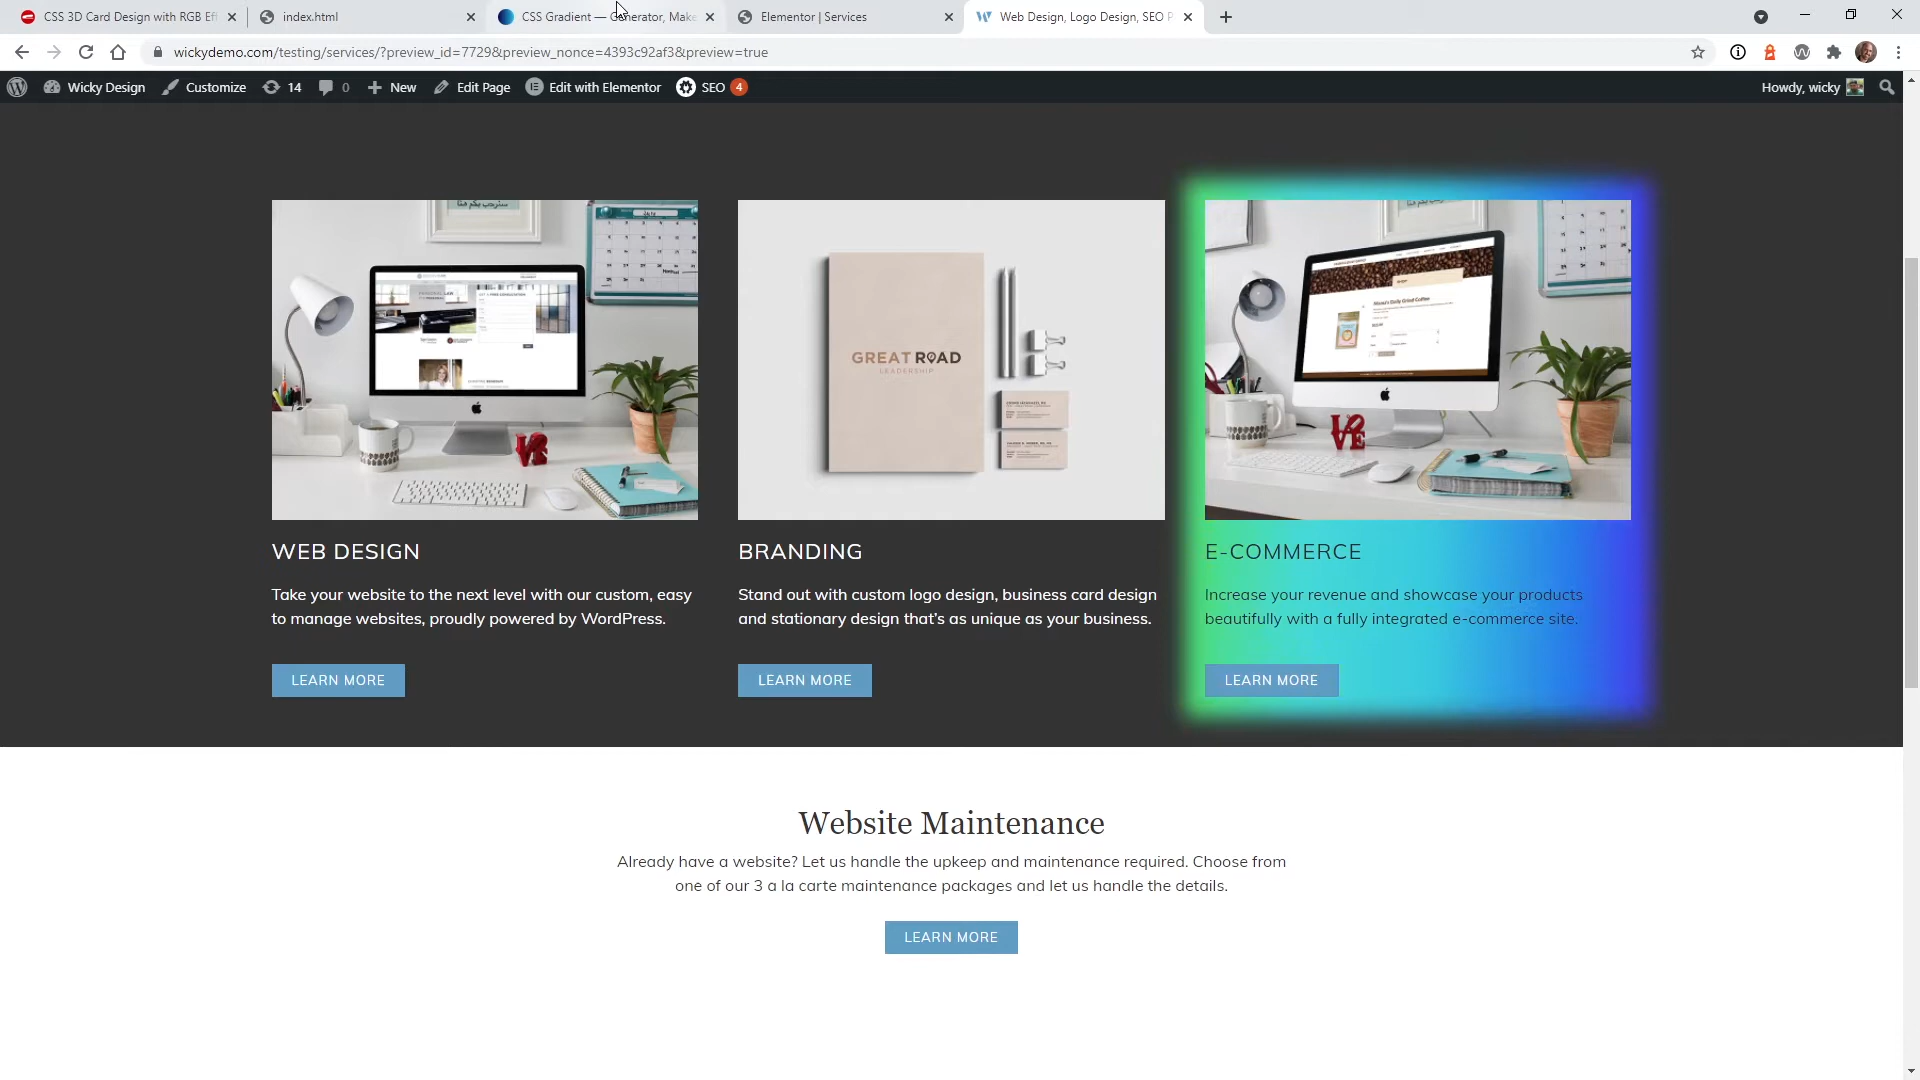 CSS 3D Card Design with RGB Ef
index.html
CSS Gradient — Generator, Make
Elementor | Services
Web Design, Logo Design, SEO P
wickydemo.com/testing/services/?preview_id=7729&preview_nonce=4393c92af3&preview=true
Wicky Design
Customize
14
0
New
Edit Page
Edit with Elementor
SEO
4
Howdy, wicky
GREAT ROAD
LEADERSHIP
LOVE
WEB DESIGN
BRANDING
E-COMMERCE
Take your website to the next level with our custom, easy
to manage websites, proudly powered by WordPress.
Stand out with custom logo design, business card design
and stationary design that's as unique as your business.
Increase your revenue and showcase your products
beautifully with a fully integrated e-commerce site.
LEARN MORE
LEARN MORE
LEARN MORE
Website Maintenance
Already have a website? Let us handle the upkeep and maintenance required. Choose from
one of our 3 a la carte maintenance packages and let us handle the details.
LEARN MORE